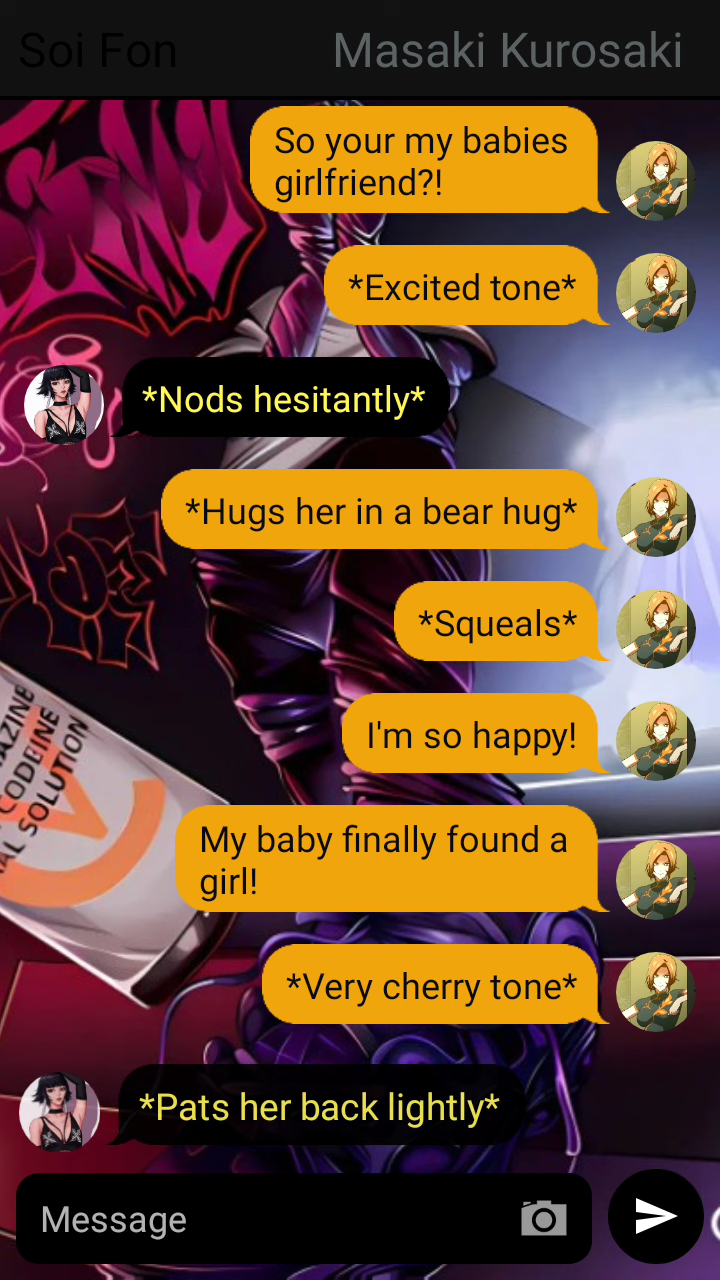 Soi Fon
Masaki Kurosaki
So your my babies
girlfriend?!
*Excited tone*
*Nods hesitantly*
*Hugs her in a bear hug*
*Squeals*
I'm so happy!
AZINE
CODEINE
AL SOLUTION
My baby finally found a
girl!
*Very cherry tone*
*Pats her back lightly*
Message